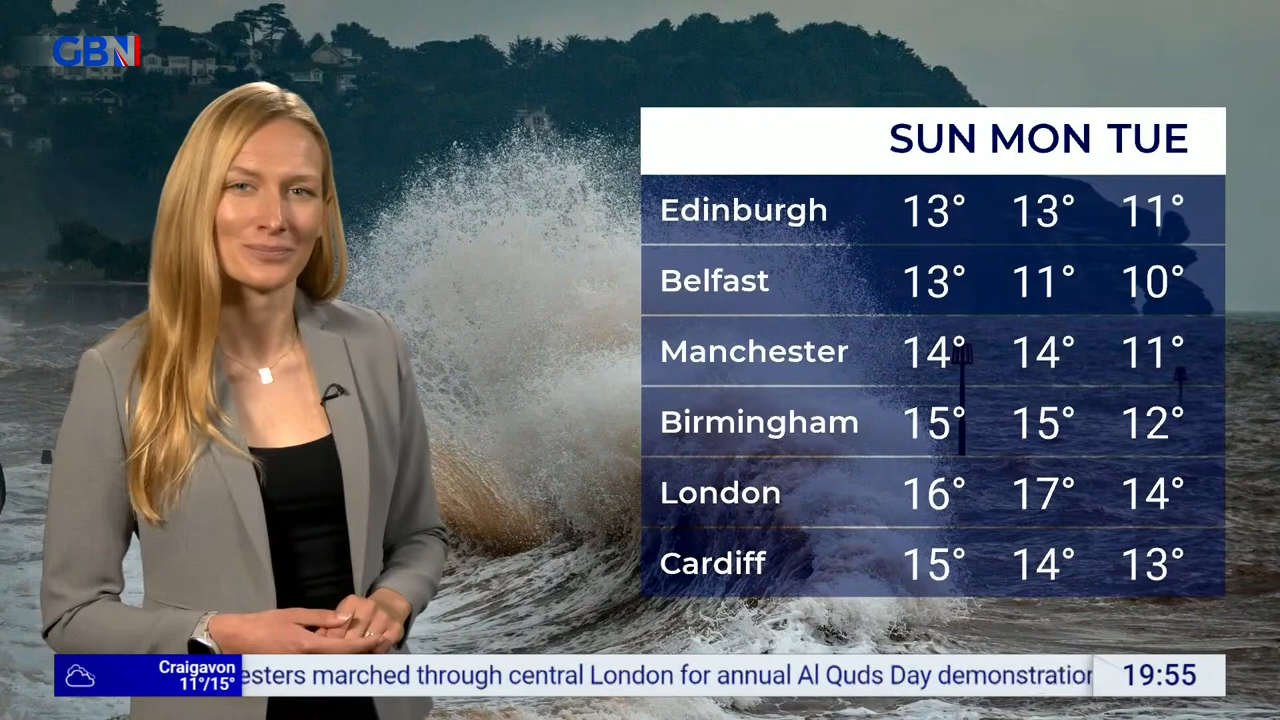 GBN
SUN MON TUE
Edinburgh 13° 13° 11°
Belfast 13° 11° 10°
Manchester 14° 14° 11°
Birmingham 15° 15° 12°
London 16° 17° 14°
Cardiff 15° 14° 13°
Craigavon
11°/15°
esters marched through central London for annual Al Quds Day demonstration
19:55